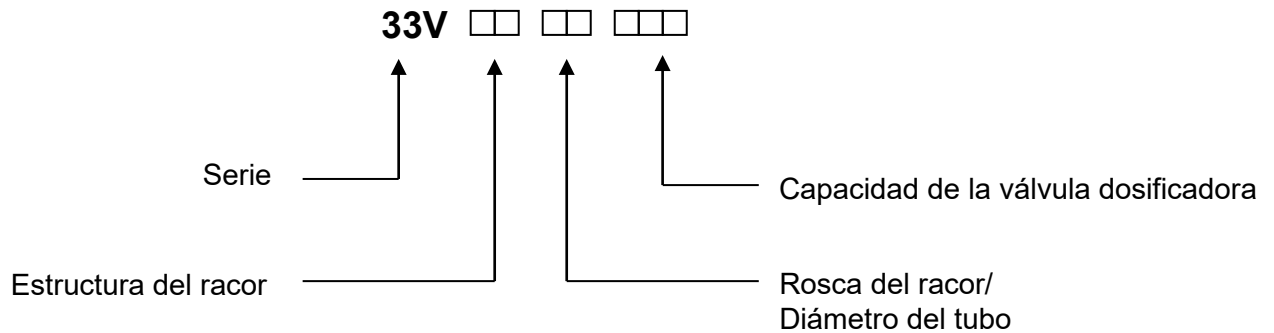 33V □□ □□ □□□
Serie
Capacidad de la válvula dosificadora
Estructura del racor
Rosca del racor/
Diámetro del tubo